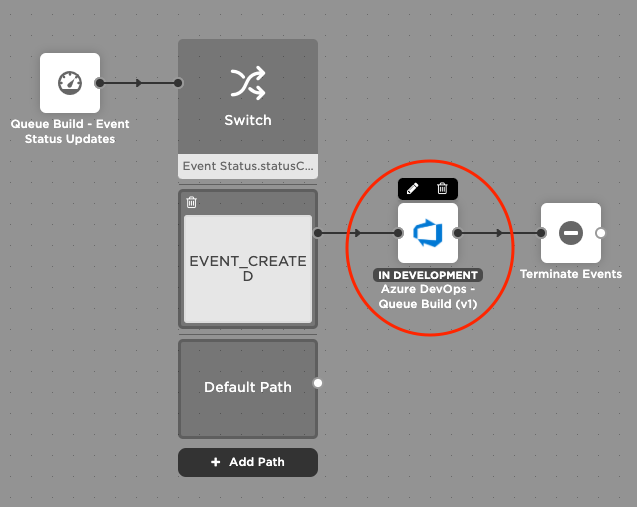 Queue Build - Event
Status Updates
Switch
Event Status.statusC...
EVENT_CREATE
D
IN DEVELOPMENT
Azure DevOps -
Queue Build (v1)
Terminate Events
Default Path
+ Add Path